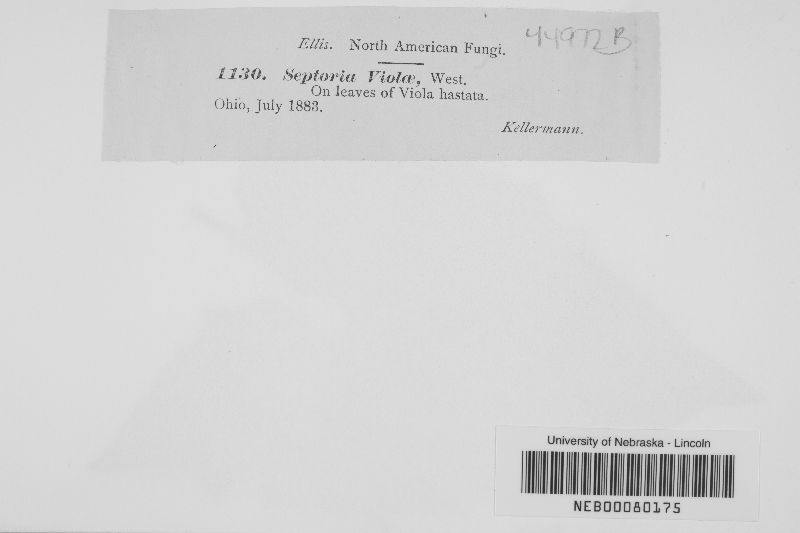 Ellis. North American Fungi.
44972B
1130. Septoria Violæ, West.
On leaves of Viola hastata.
Ohio, July 1883.
Kellermann.
University of Nebraska - Lincoln
NEB00080175